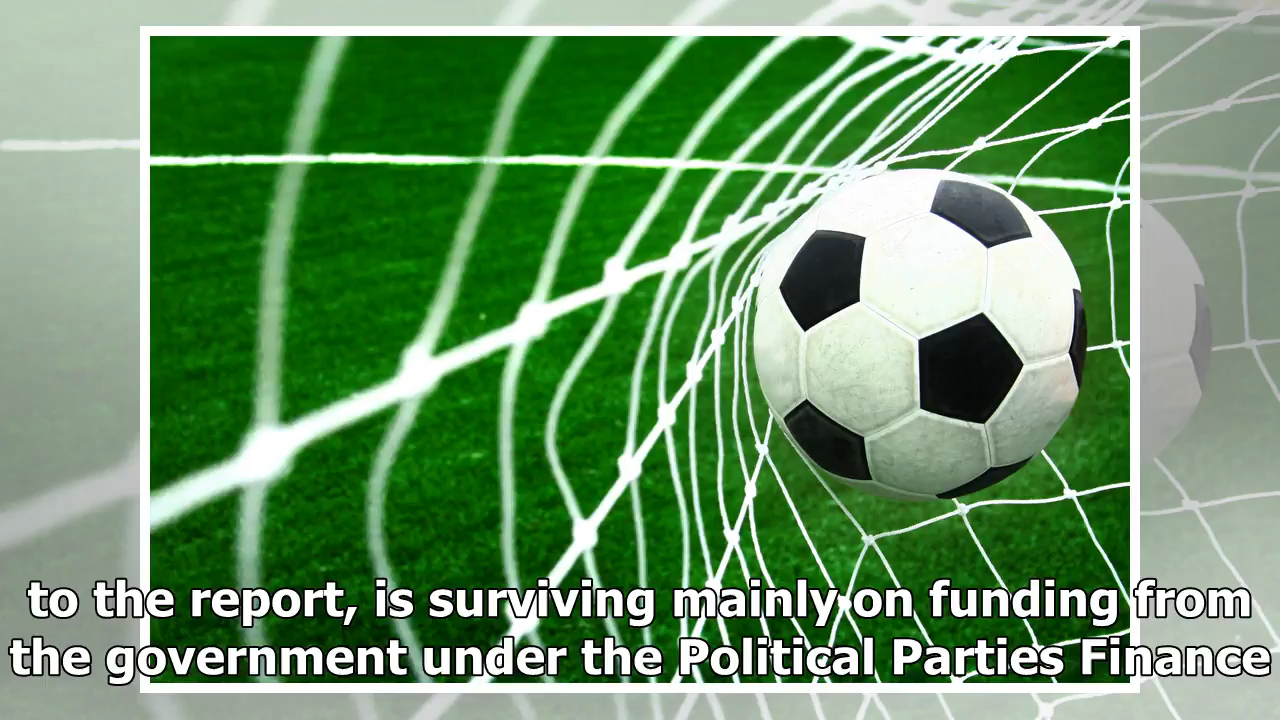 to the report, is surviving mainly on funding from
the government under the Political Parties Finance